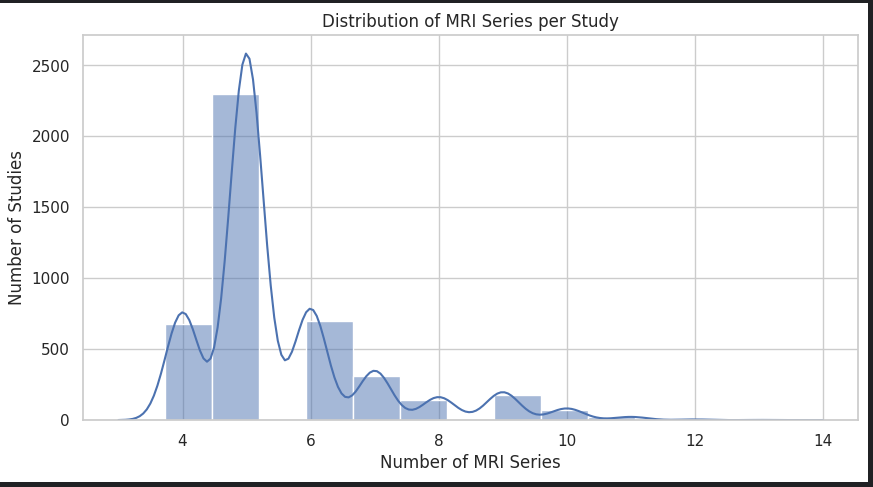 Distribution of MRI Series per Study
Number of Studies
2500
2000
1500
1000
500
0
4 6 8 10 12 14
Number of MRI Series